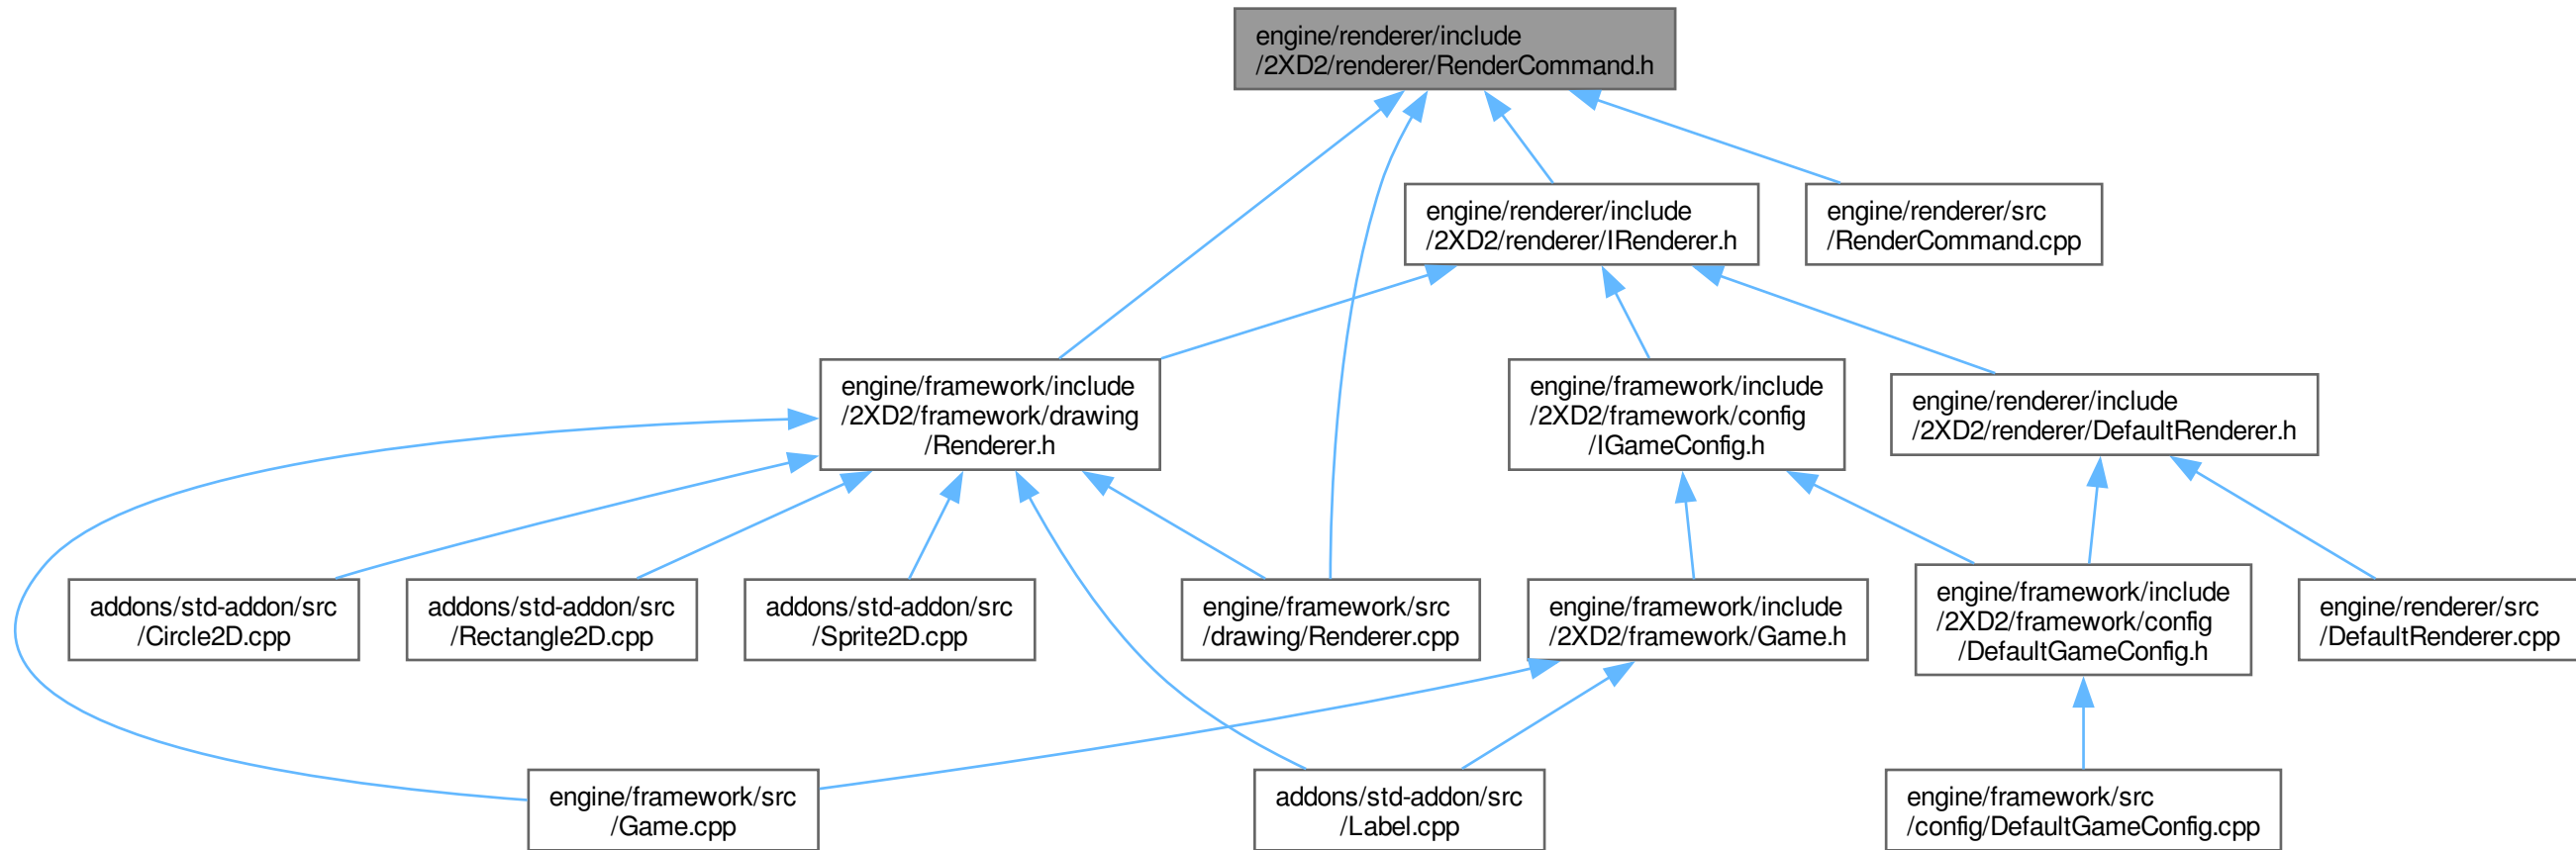 engine/renderer/include
/2XD2/renderer/RenderCommand.h
engine/renderer/include
/2XD2/renderer/IRenderer.h
engine/renderer/src
/RenderCommand.cpp
engine/framework/include
/2XD2/framework/drawing
/Renderer.h
engine/framework/include
/2XD2/framework/config
/IGameConfig.h
engine/renderer/include
/2XD2/renderer/DefaultRenderer.h
addons/std-addon/src
/Circle2D.cpp
addons/std-addon/src
/Rectangle2D.cpp
addons/std-addon/src
/Sprite2D.cpp
engine/framework/src
/drawing/Renderer.cpp
engine/framework/include
/2XD2/framework/Game.h
engine/framework/include
/2XD2/framework/config
/DefaultGameConfig.h
engine/renderer/src
/DefaultRenderer.cpp
engine/framework/src
/Game.cpp
addons/std-addon/src
/Label.cpp
engine/framework/src
/config/DefaultGameConfig.cpp